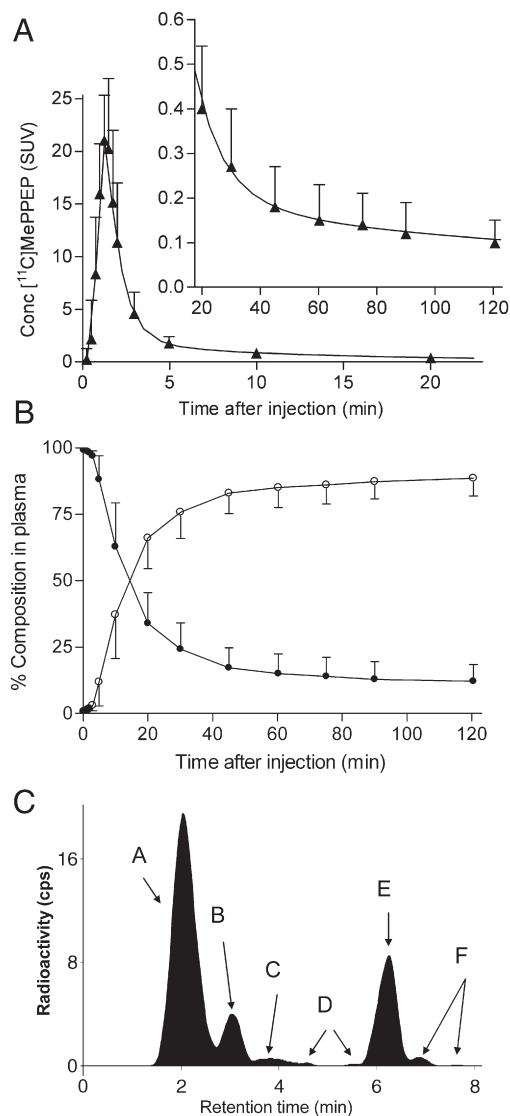 A
Conc [¹¹C]MePPEP (SUV)
25
20
15
10
5
0
0.6
0.5
0.4
0.3
0.2
0.1
0.0
20 40 60 80 100 120
0 5 10 15 20
Time after injection (min)
B
% Composition in plasma
100
75
50
25
0
0 20 40 60 80 100 120
Time after injection (min)
C
Radioactivity (cps)
16
8
0
A
B
C
D
E
F
0 2 4 6 8
Retention time (min)